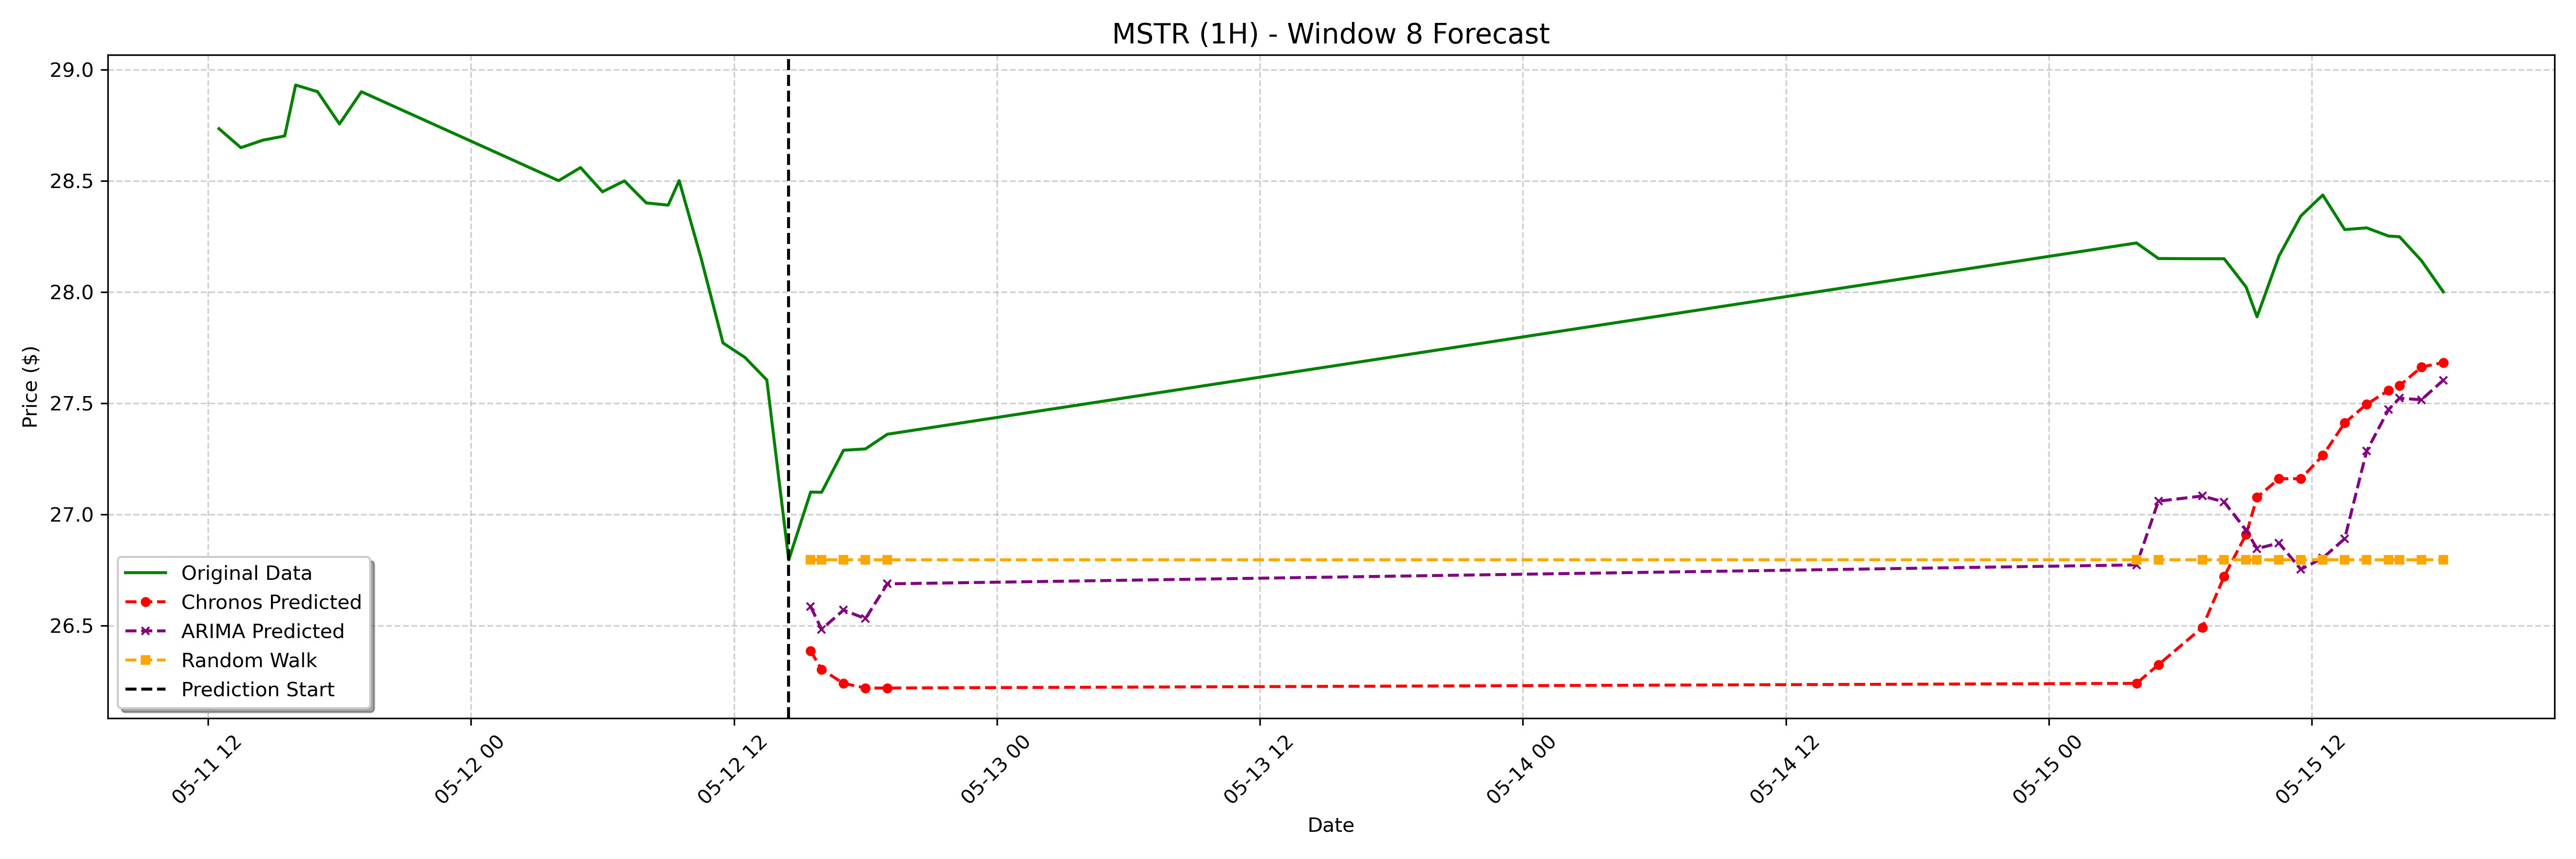 MSTR (1H) - Window 8 Forecast
Price ($)
29.0
28.5
28.0
27.5
27.0
26.5
Original Data
Chronos Predicted
ARIMA Predicted
Random Walk
Prediction Start
05-11 12
05-12 00
05-12 12
05-13 00
05-13 12
05-14 00
05-14 12
05-15 00
05-15 12
Date